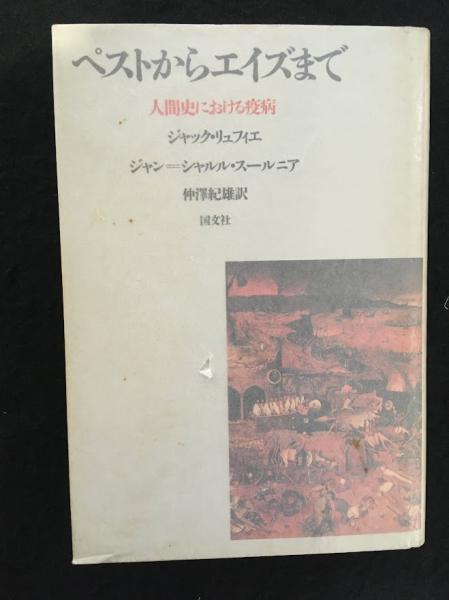 ペストからエイズまで
人間史における疫病
ジャック・リュフィエ
ジャン=シャルル・スールニア
仲澤紀雄訳
国文社